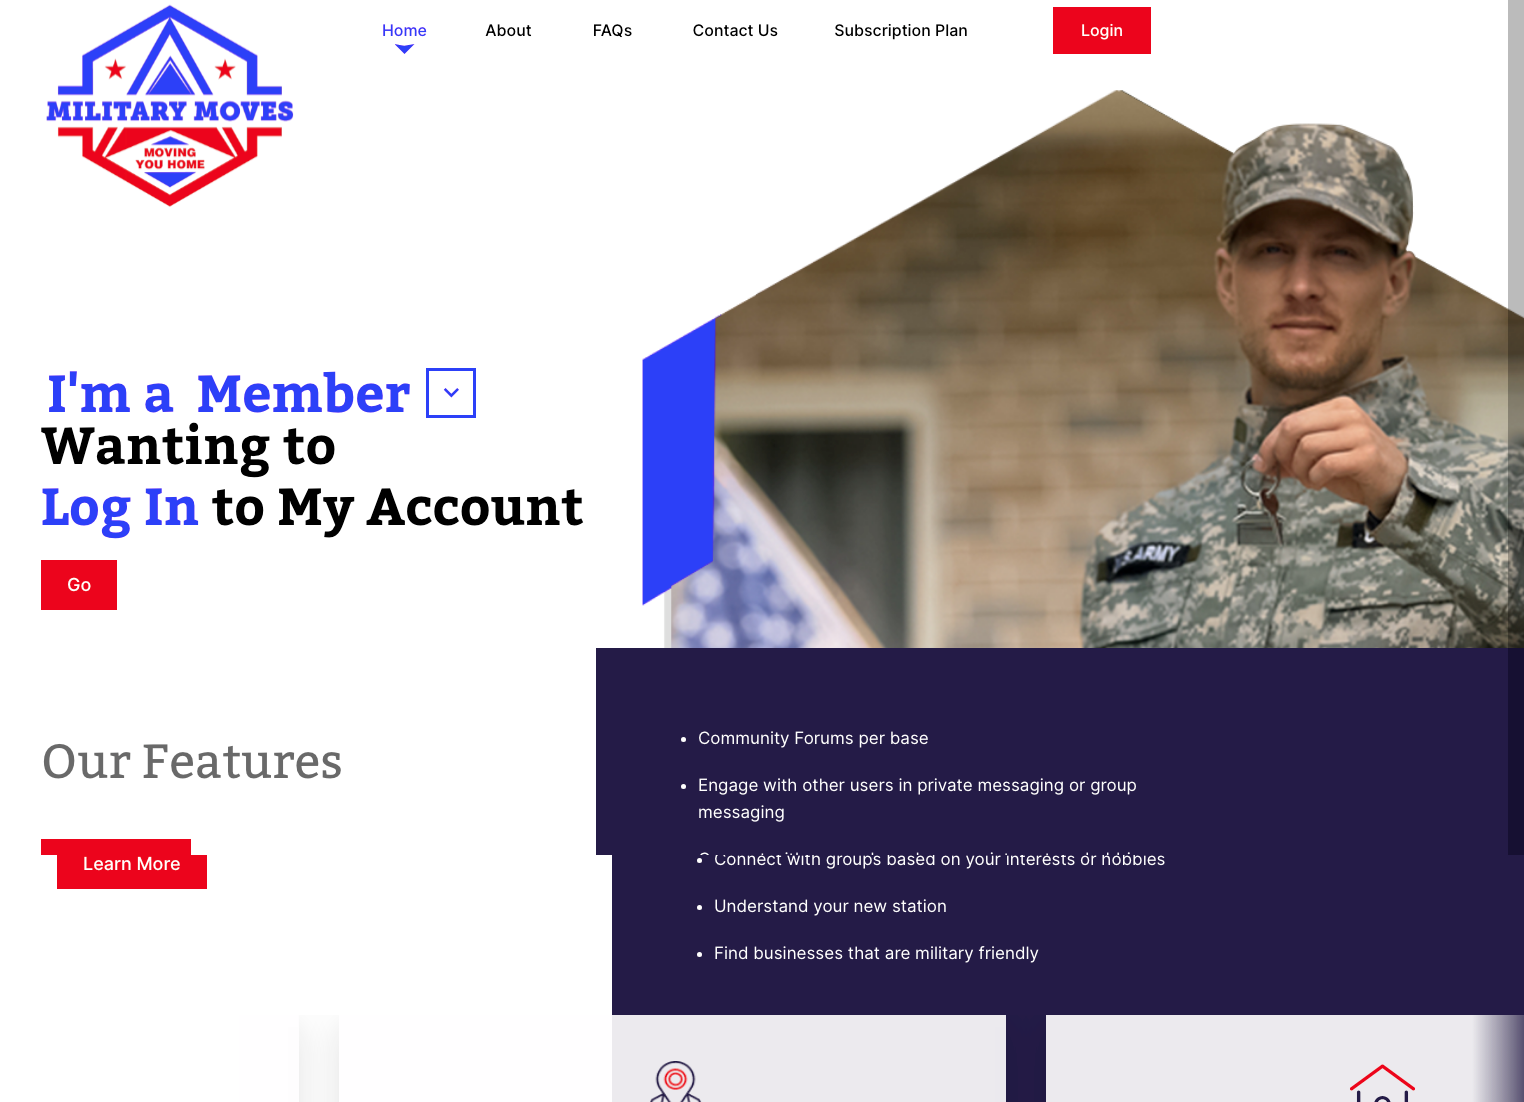 Home
About
FAQs
Contact Us
Subscription Plan
Login
MILITARY MOVES
MOVING
YOU HOME
I'm a Member
Wanting to
Log In to My Account
Go
ARMY
Our Features
Learn More
Community Forums per base
Engage with other users in private messaging or group
messaging
Connect with groups based on your interests or hobbies
Understand your new station
Find businesses that are military friendly